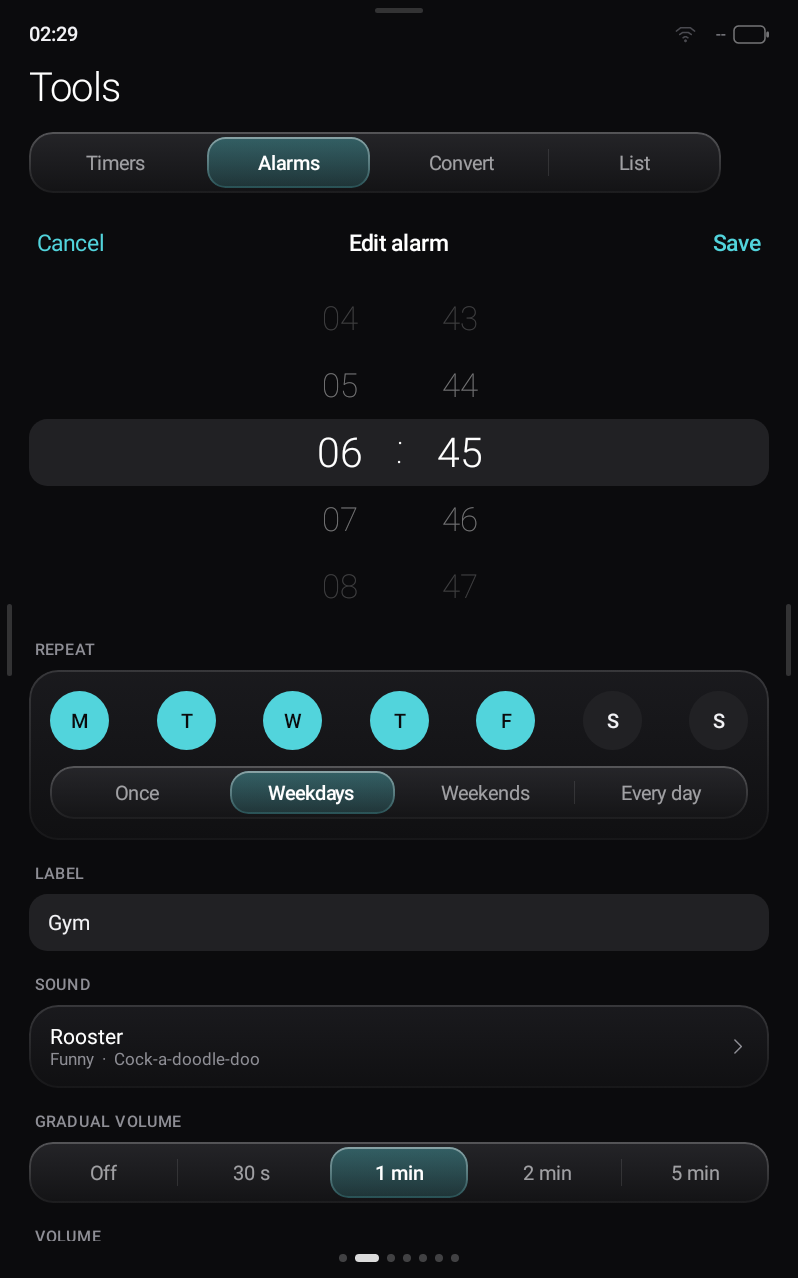 02:29
--
Tools
Timers Alarms Convert List
Cancel Edit alarm Save
04 43
05 44
06 : 45
07 46
08 47
REPEAT
M T W T F S S
Once Weekdays Weekends Every day
LABEL
Gym
SOUND
Rooster
Funny · Cock-a-doodle-doo
GRADUAL VOLUME
Off 30 s 1 min 2 min 5 min
VOLUME